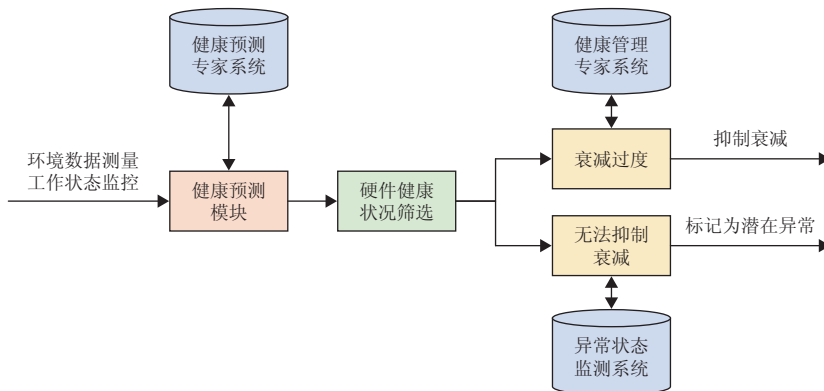 健康预测
专家系统
健康管理
专家系统
环境数据测量
工作状态监控
健康预测
模块
硬件健康
状况筛选
衰减过度
抑制衰减
无法抑制
衰减
标记为潜在异常
异常状态
监测系统